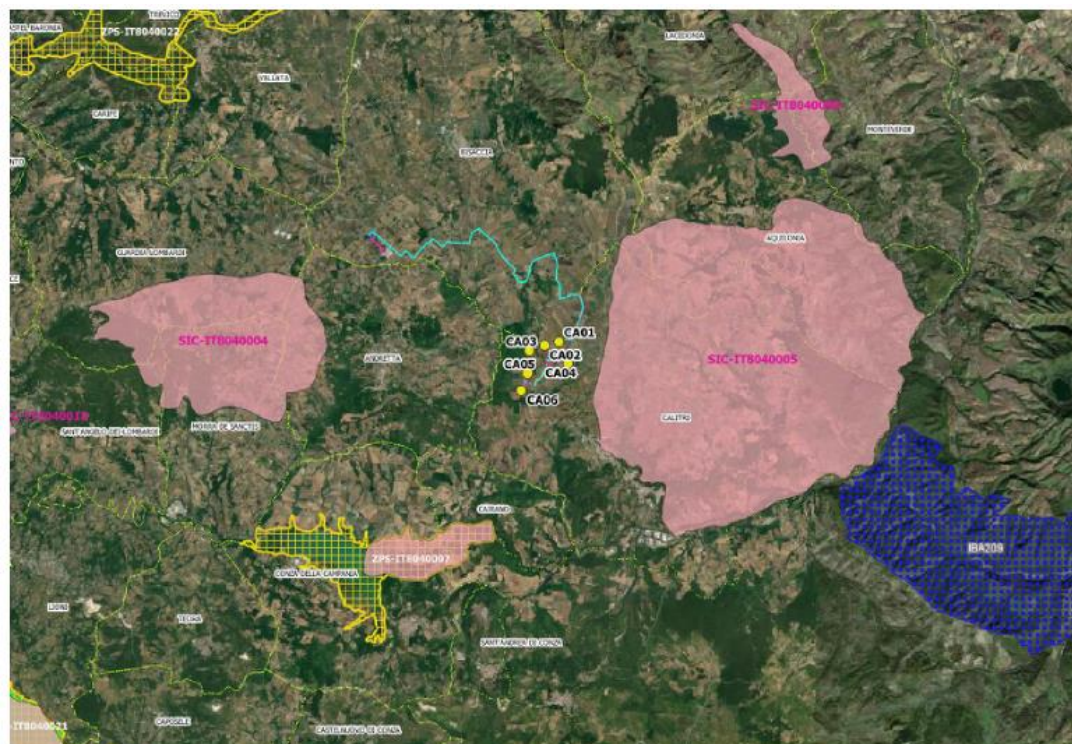 TREVICO
ZPS-IT8040022
VALLATA
LACEDONIA
CARIFE
MONTEVERDE
BISACCIA
GUARDIA LOMBARDI
AQUILONIA
CA01
CA03
CA02
SIC-IT8040004
ANDRETTA
CA05
CA04
SIC-IT8040005
CA06
CALITRI
SANT'ANGELO DEI LOMBARDI
MORRA DE SANCTIS
CAIRANO
IBA209
ZPS-IT8040007
CONZA DELLA CAMPANIA
LIONI
TEORA
SANT'ANDREA DI CONZA
CAPOSELE
CASTELNUOVO DI CONZA